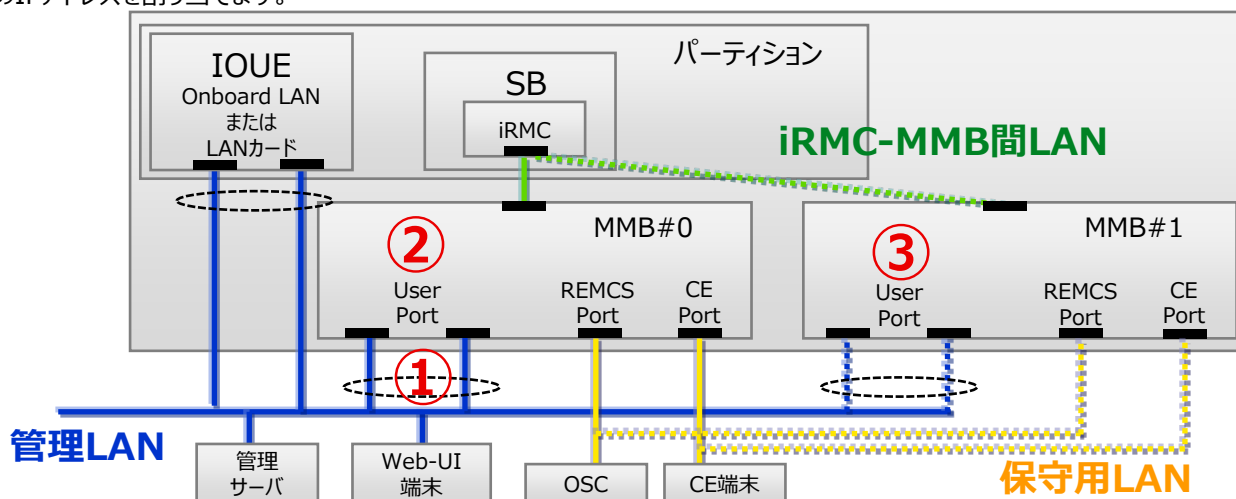 のIPアドレスを割り当てます。
パーティション
IOUE
Onboard LAN
または
LANカード
SB
iRMC
iRMC-MMB間LAN
MMB#0
②
User
Port
REMCS
Port
CE
Port
MMB#1
③
User
Port
REMCS
Port
CE
Port
①
管理LAN
管理
サーバ
Web-UI
端末
OSC
CE端末
保守用LAN